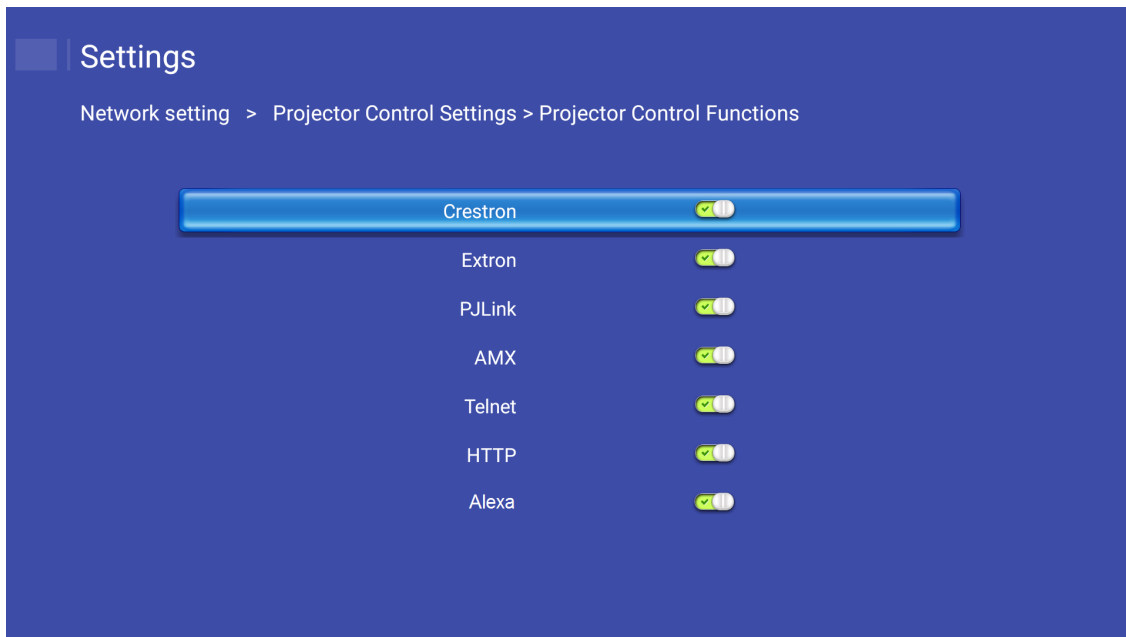 Settings
Network setting > Projector Control Settings > Projector Control Functions
Crestron
Extron
PJLink
AMX
Telnet
HTTP
Alexa